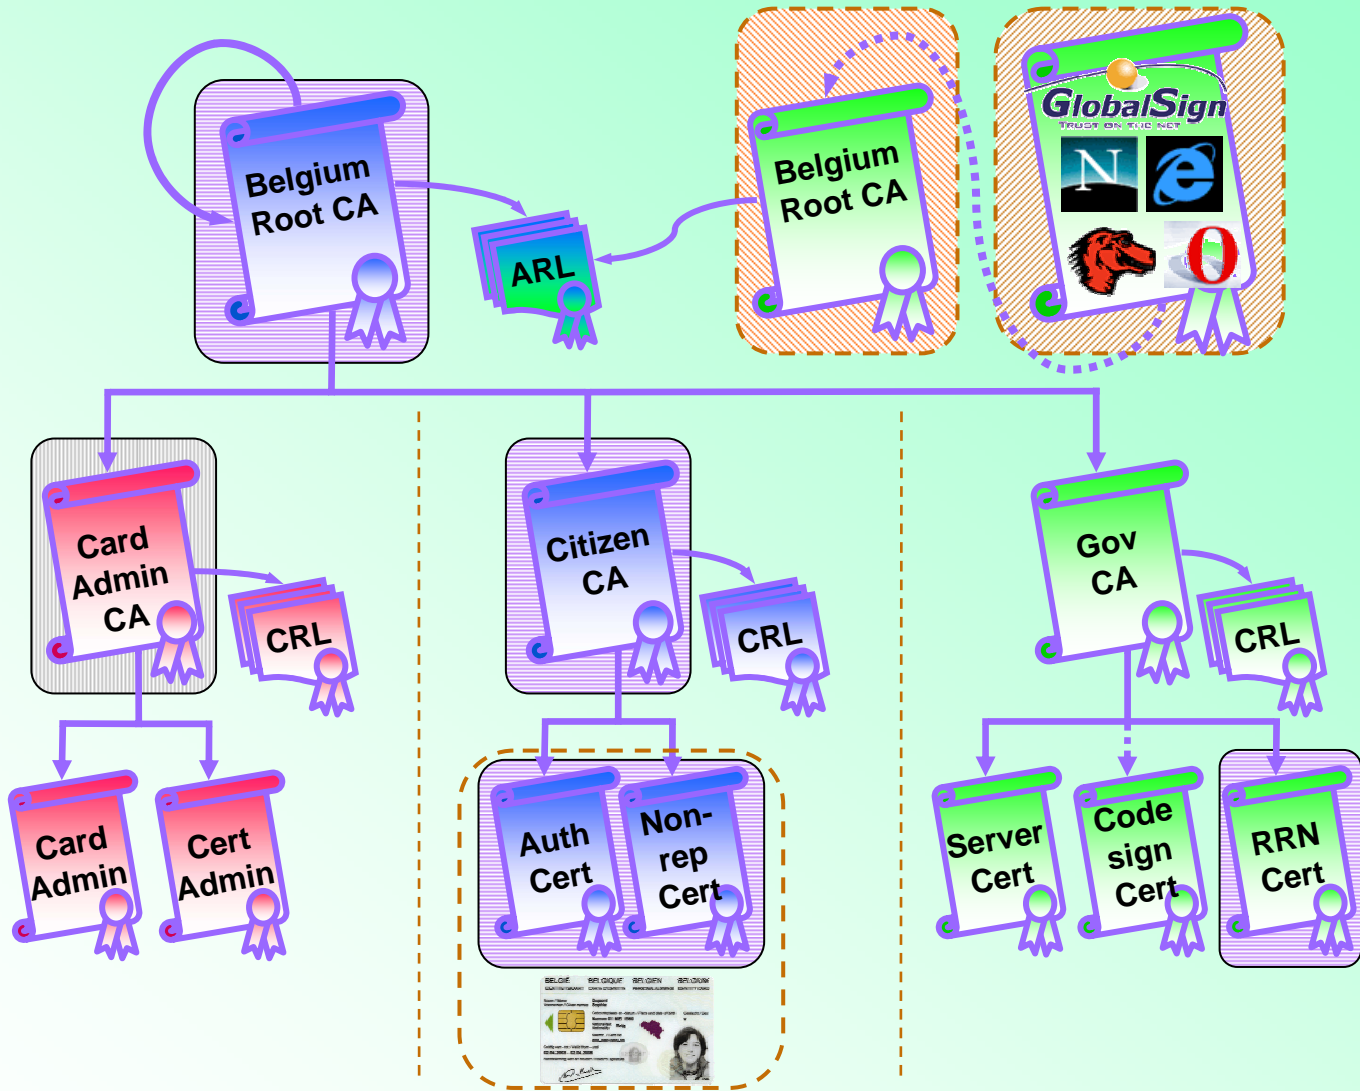 Belgium
Root CA
ARL
Belgium
Root CA
GlobalSign
TRUST ON THE NET
N
e
O
Card
Admin
CA
CRL
Citizen
CA
CRL
Gov
CA
CRL
Card
Admin
Cert
Admin
Auth
Cert
Non-
rep
Cert
Server
Cert
Code
sign
Cert
RRN
Cert
BELGIË BELGIQUE BELGIEN BELGIUM